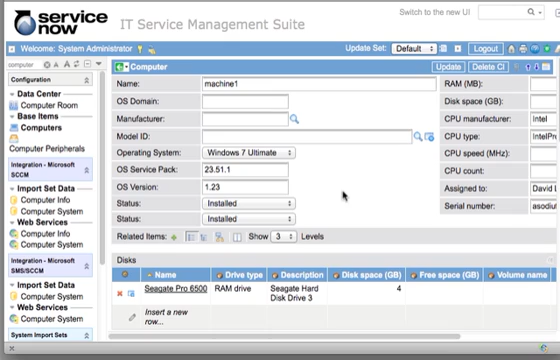 service now
IT Service Management Suite
Switch to the new UI
Welcome: System Administrator
Update Set: Default
Logout
computer
Configuration
Data Center
Computer Room
Base Items
Computers
Computer Peripherals
Integration - Microsoft SCCM
Import Set Data
Computer Info
Computer System
Web Services
Computer Info
Computer System
Integration - Microsoft SMS/SCCM
Import Set Data
Computer System
Web Services
Computer System
System Import Sets
Computer
Update
Delete CI
Name: machine1
OS Domain:
Manufacturer:
Model ID:
Operating System: Windows 7 Ultimate
OS Service Pack: 23.51.1
OS Version: 1.23
Status: Installed
Status: Installed
RAM (MB):
Disk space (GB):
CPU manufacturer: Intel
CPU type: IntelPr
CPU speed (MHz):
CPU count:
Assigned to: David L
Serial number: asodiu
Related Items:
Show 3 Levels
Disks
Name Drive type Description Disk space (GB) Free space (GB) Volume name
Seagate Pro 6500 RAM drive Seagate Hard Disk Drive 3 4
Insert a new row...